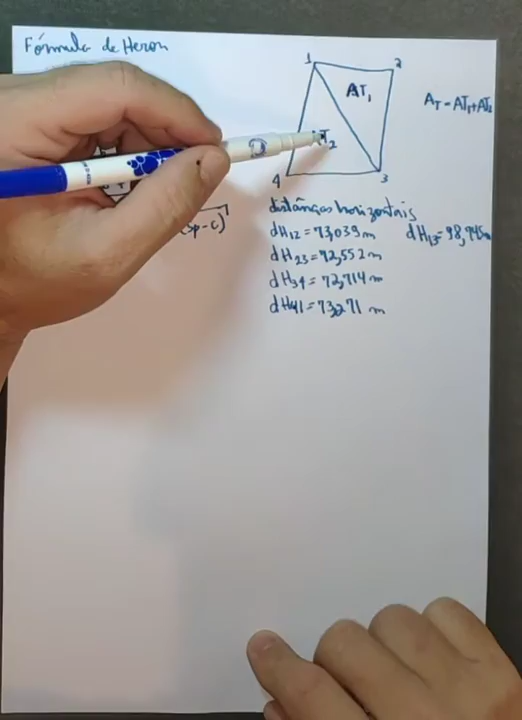 Fórmula de Heron
1
2
AT1
AT = AT1 + AT2
4
3
distâncias horizontais
dH12 = 73,039 m
dH13 = 98,945 m
dH23 = 72,552 m
dH34 = 72,714 m
dH41 = 73,271 m